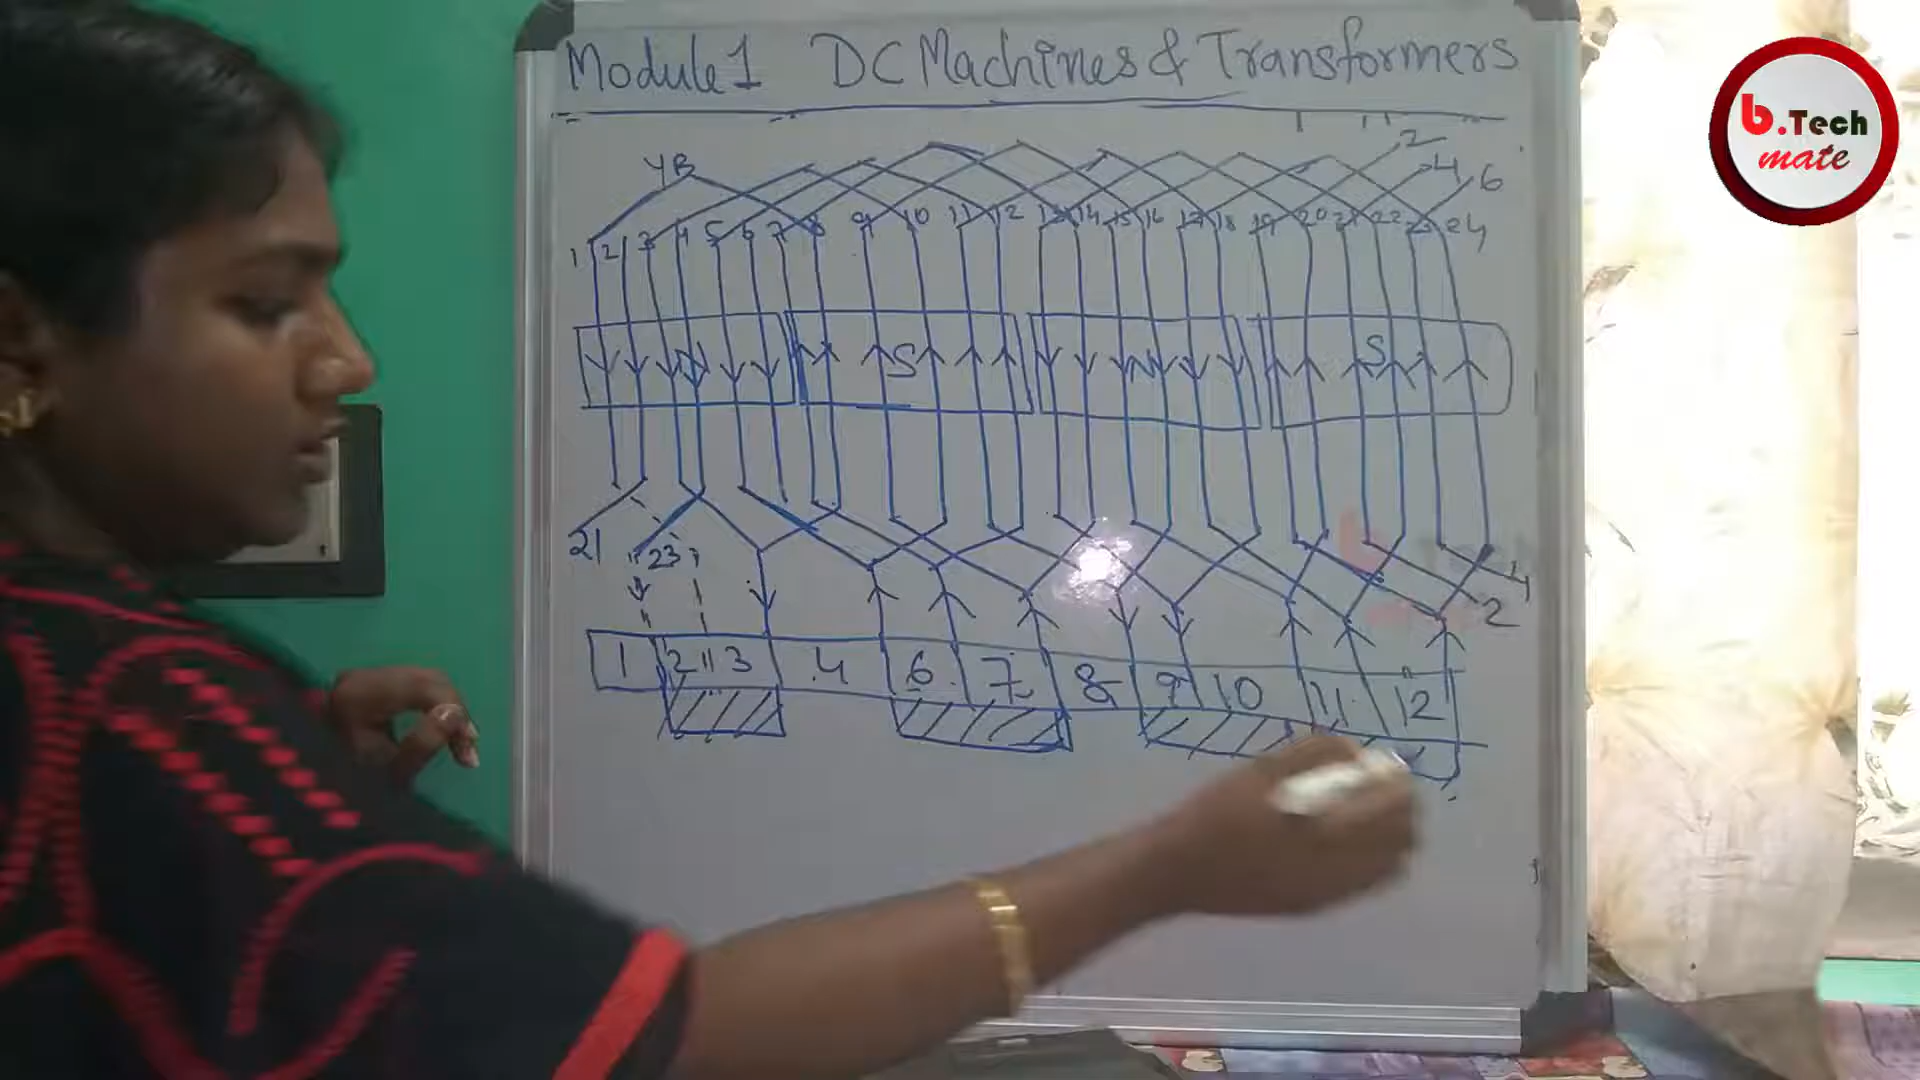 Module 1 DC Machines & Transformers
b.Tech
mate
YB
2
4
6
1 2 3 4 5 6 7 8 9 10 11 12 13 14 15 16 17 18 19 20 21 22 23 24
N S N S
21
23
4
2
1 2 3 4 6 7 8 9 10 11 12